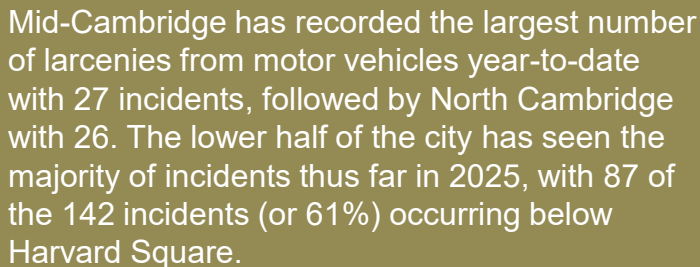 Mid-Cambridge has recorded the largest number
of larcenies from motor vehicles year-to-date
with 27 incidents, followed by North Cambridge
with 26. The lower half of the city has seen the
majority of incidents thus far in 2025, with 87 of
the 142 incidents (or 61%) occurring below
Harvard Square.